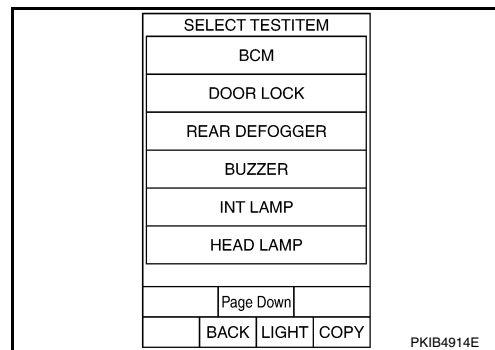 SELECT TESTITEM
BCM
DOOR LOCK
REAR DEFOGGER
BUZZER
INT LAMP
HEAD LAMP
Page Down
BACK LIGHT COPY
PKIB4914E